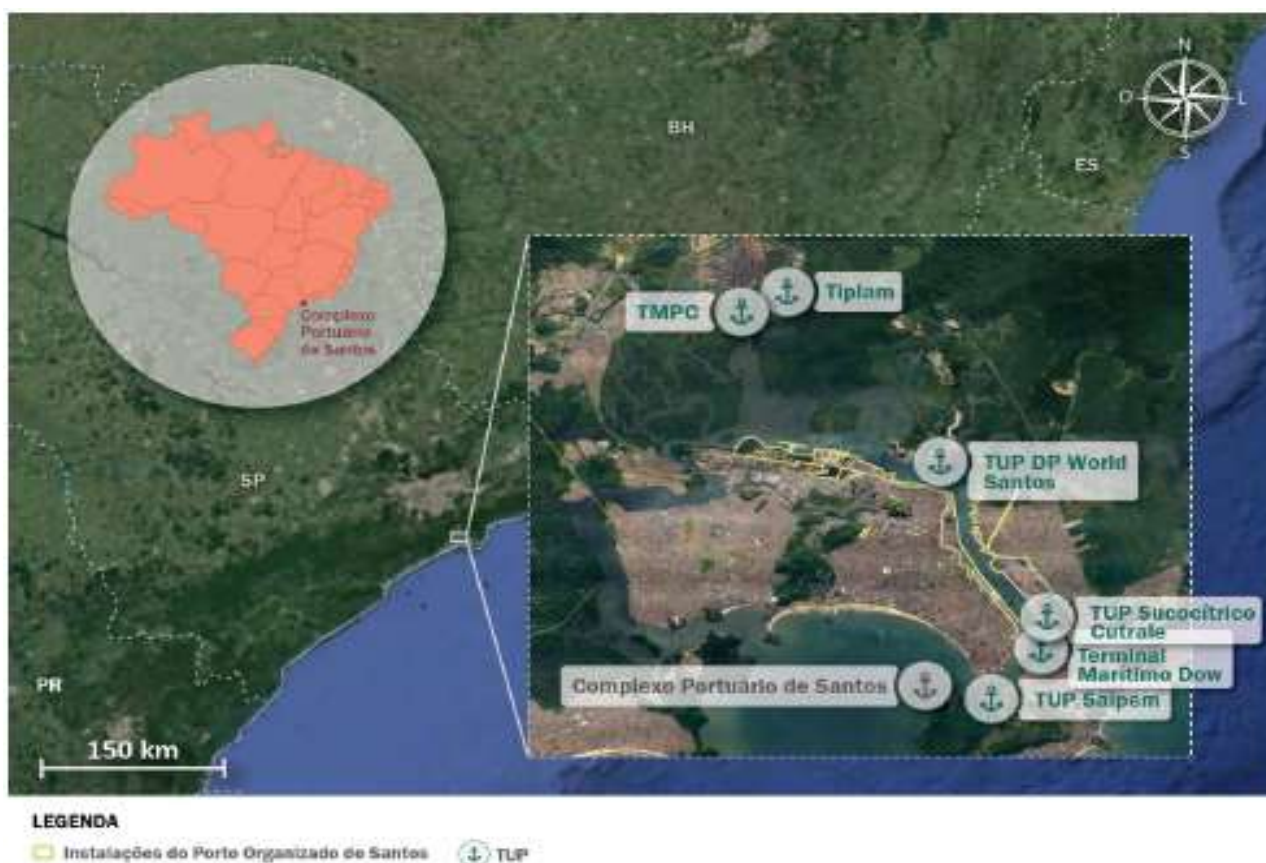 N
O
L
S
BH
ES
Complexo
Portuário
de Santos
TMPC
Tiplam
SP
TUP DP World
Santos
TUP Sucocítrico
Cutrale
Terminal
Marítimo Dow
Complexo Portuário de Santos
TUP Saipem
PR
150 km
LEGENDA
Instalações do Porto Organizado de Santos
TUP